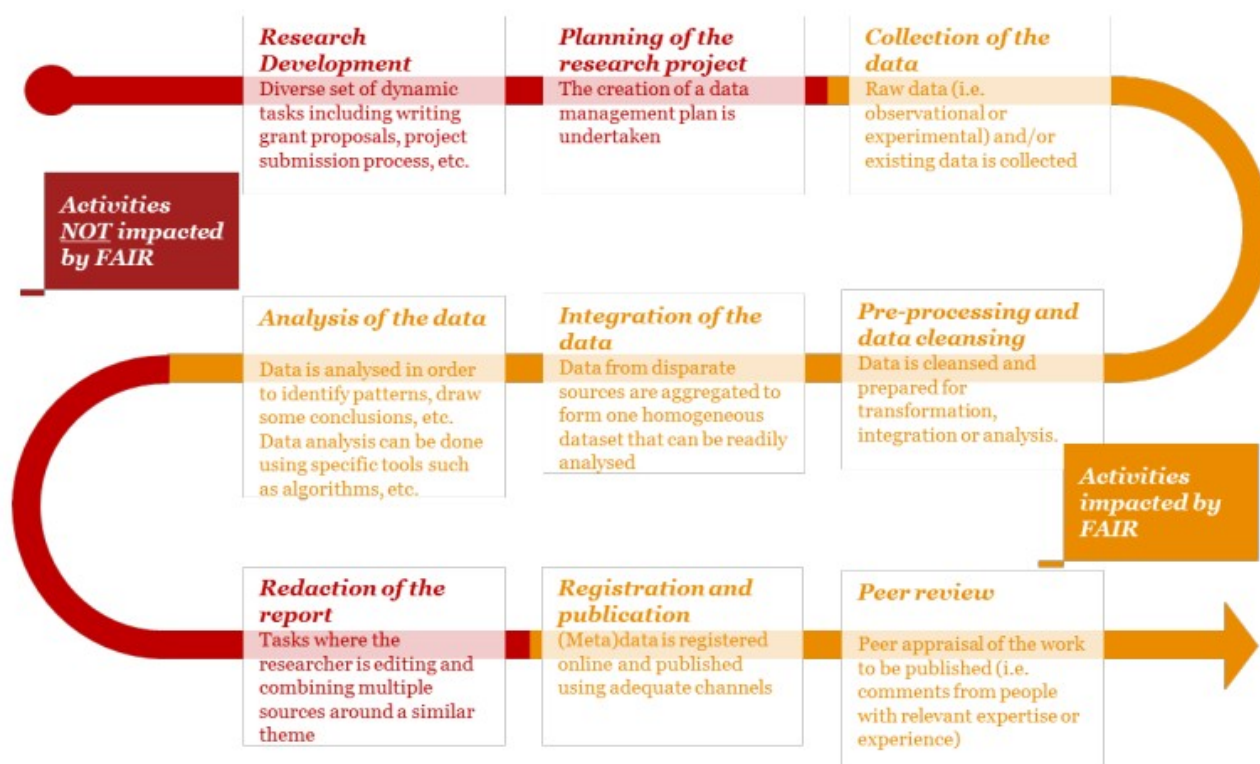 Research
Development
Diverse set of dynamic
tasks including writing
grant proposals, project
submission process, etc.
Planning of the
research project
The creation of a data
management plan is
undertaken
Collection of the
data
Raw data (i.e.
observational or
experimental) and/or
existing data is collected
Activities
NOT impacted
by FAIR
Analysis of the data
Data is analysed in order
to identify patterns, draw
some conclusions, etc.
Data analysis can be done
using specific tools such
as algorithms, etc.
Integration of the
data
Data from disparate
sources are aggregated to
form one homogeneous
dataset that can be readily
analysed
Pre-processing and
data cleansing
Data is cleansed and
prepared for
transformation,
integration or analysis.
Activities
impacted by
FAIR
Redaction of the
report
Tasks where the
researcher is editing and
combining multiple
sources around a similar
theme
Registration and
publication
(Meta)data is registered
online and published
using adequate channels
Peer review
Peer appraisal of the work
to be published (i.e.
comments from people
with relevant expertise or
experience)